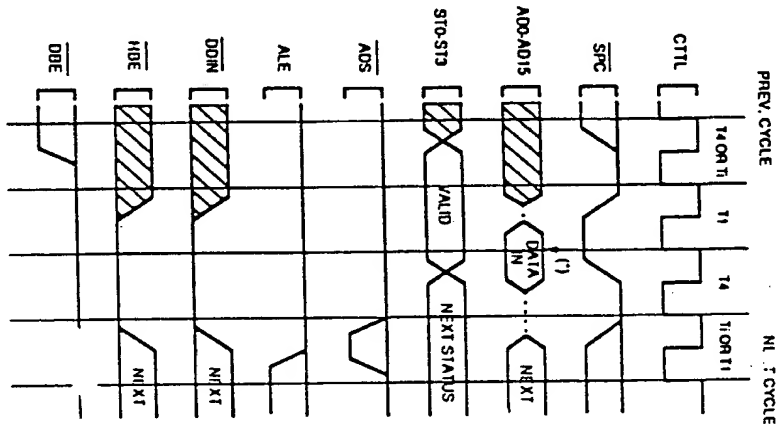 PREV. CYCLE
T4 OR Ti
T1
T4
Ti OR T1
CYCLE
CTTL
SPC
AD0-AD15
DATA IN
(*)
NEXT
ST0-ST3
VALID
NEXT STATUS
ADS
ALE
DDIN
NEXT
NEXT
DBE